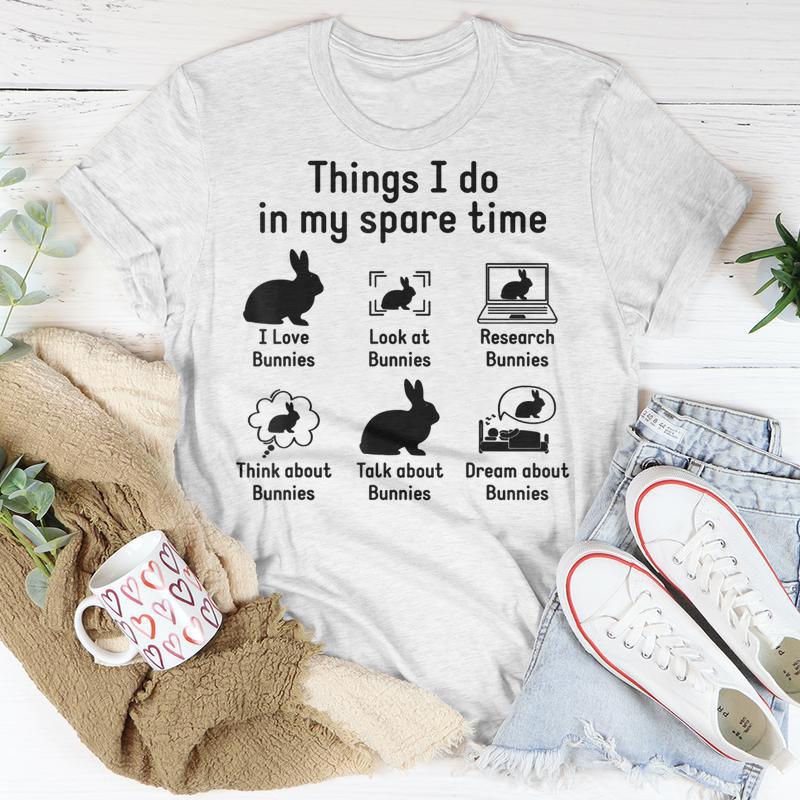 Things I do
in my spare time
I Love
Bunnies
Look at
Bunnies
Research
Bunnies
Think about
Bunnies
Talk about
Bunnies
Dream about
Bunnies